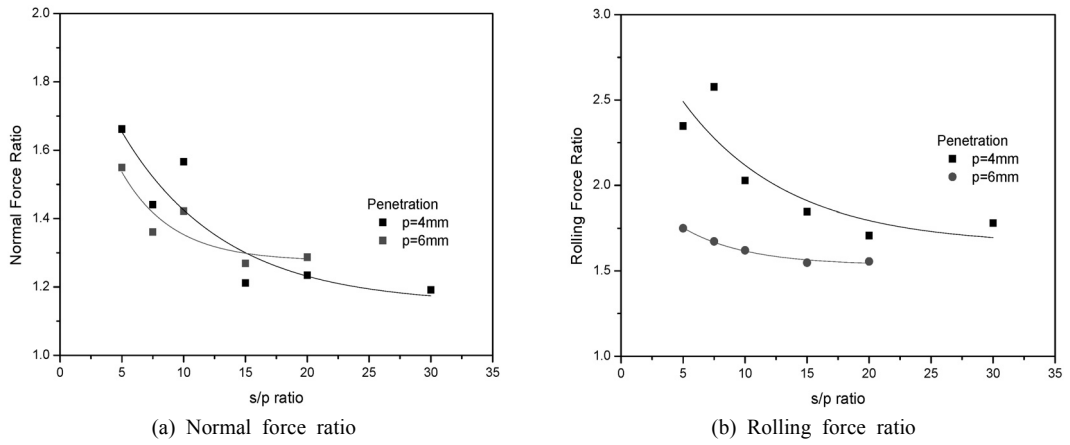 2.0
1.8
1.6
1.4
1.2
1.0
Normal Force Ratio
Penetration
p=4mm
p=6mm
0 5 10 15 20 25 30 35
s/p ratio
(a) Normal force ratio
3.0
2.5
2.0
1.5
1.0
Rolling Force Ratio
Penetration
p=4mm
p=6mm
0 5 10 15 20 25 30 35
s/p ratio
(b) Rolling force ratio